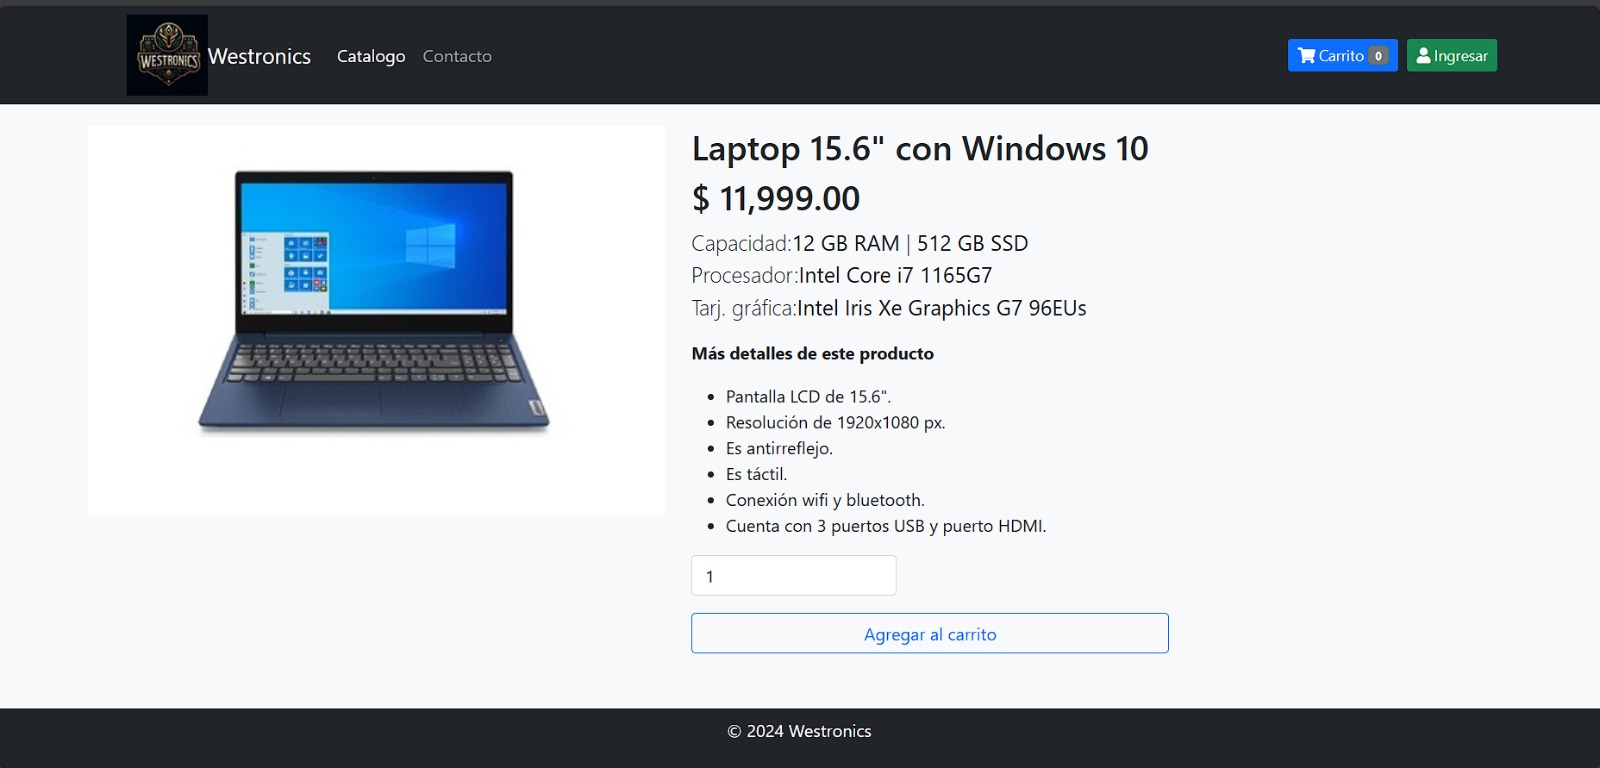 WESTRONICS
Westronics
Catalogo
Contacto
Carrito 0
Ingresar
Laptop 15.6" con Windows 10
$ 11,999.00
Capacidad:12 GB RAM | 512 GB SSD
Procesador:Intel Core i7 1165G7
Tarj. gráfica:Intel Iris Xe Graphics G7 96EUs
Más detalles de este producto
Pantalla LCD de 15.6".
Resolución de 1920x1080 px.
Es antirreflejo.
Es táctil.
Conexión wifi y bluetooth.
Cuenta con 3 puertos USB y puerto HDMI.
1
Agregar al carrito
© 2024 Westronics